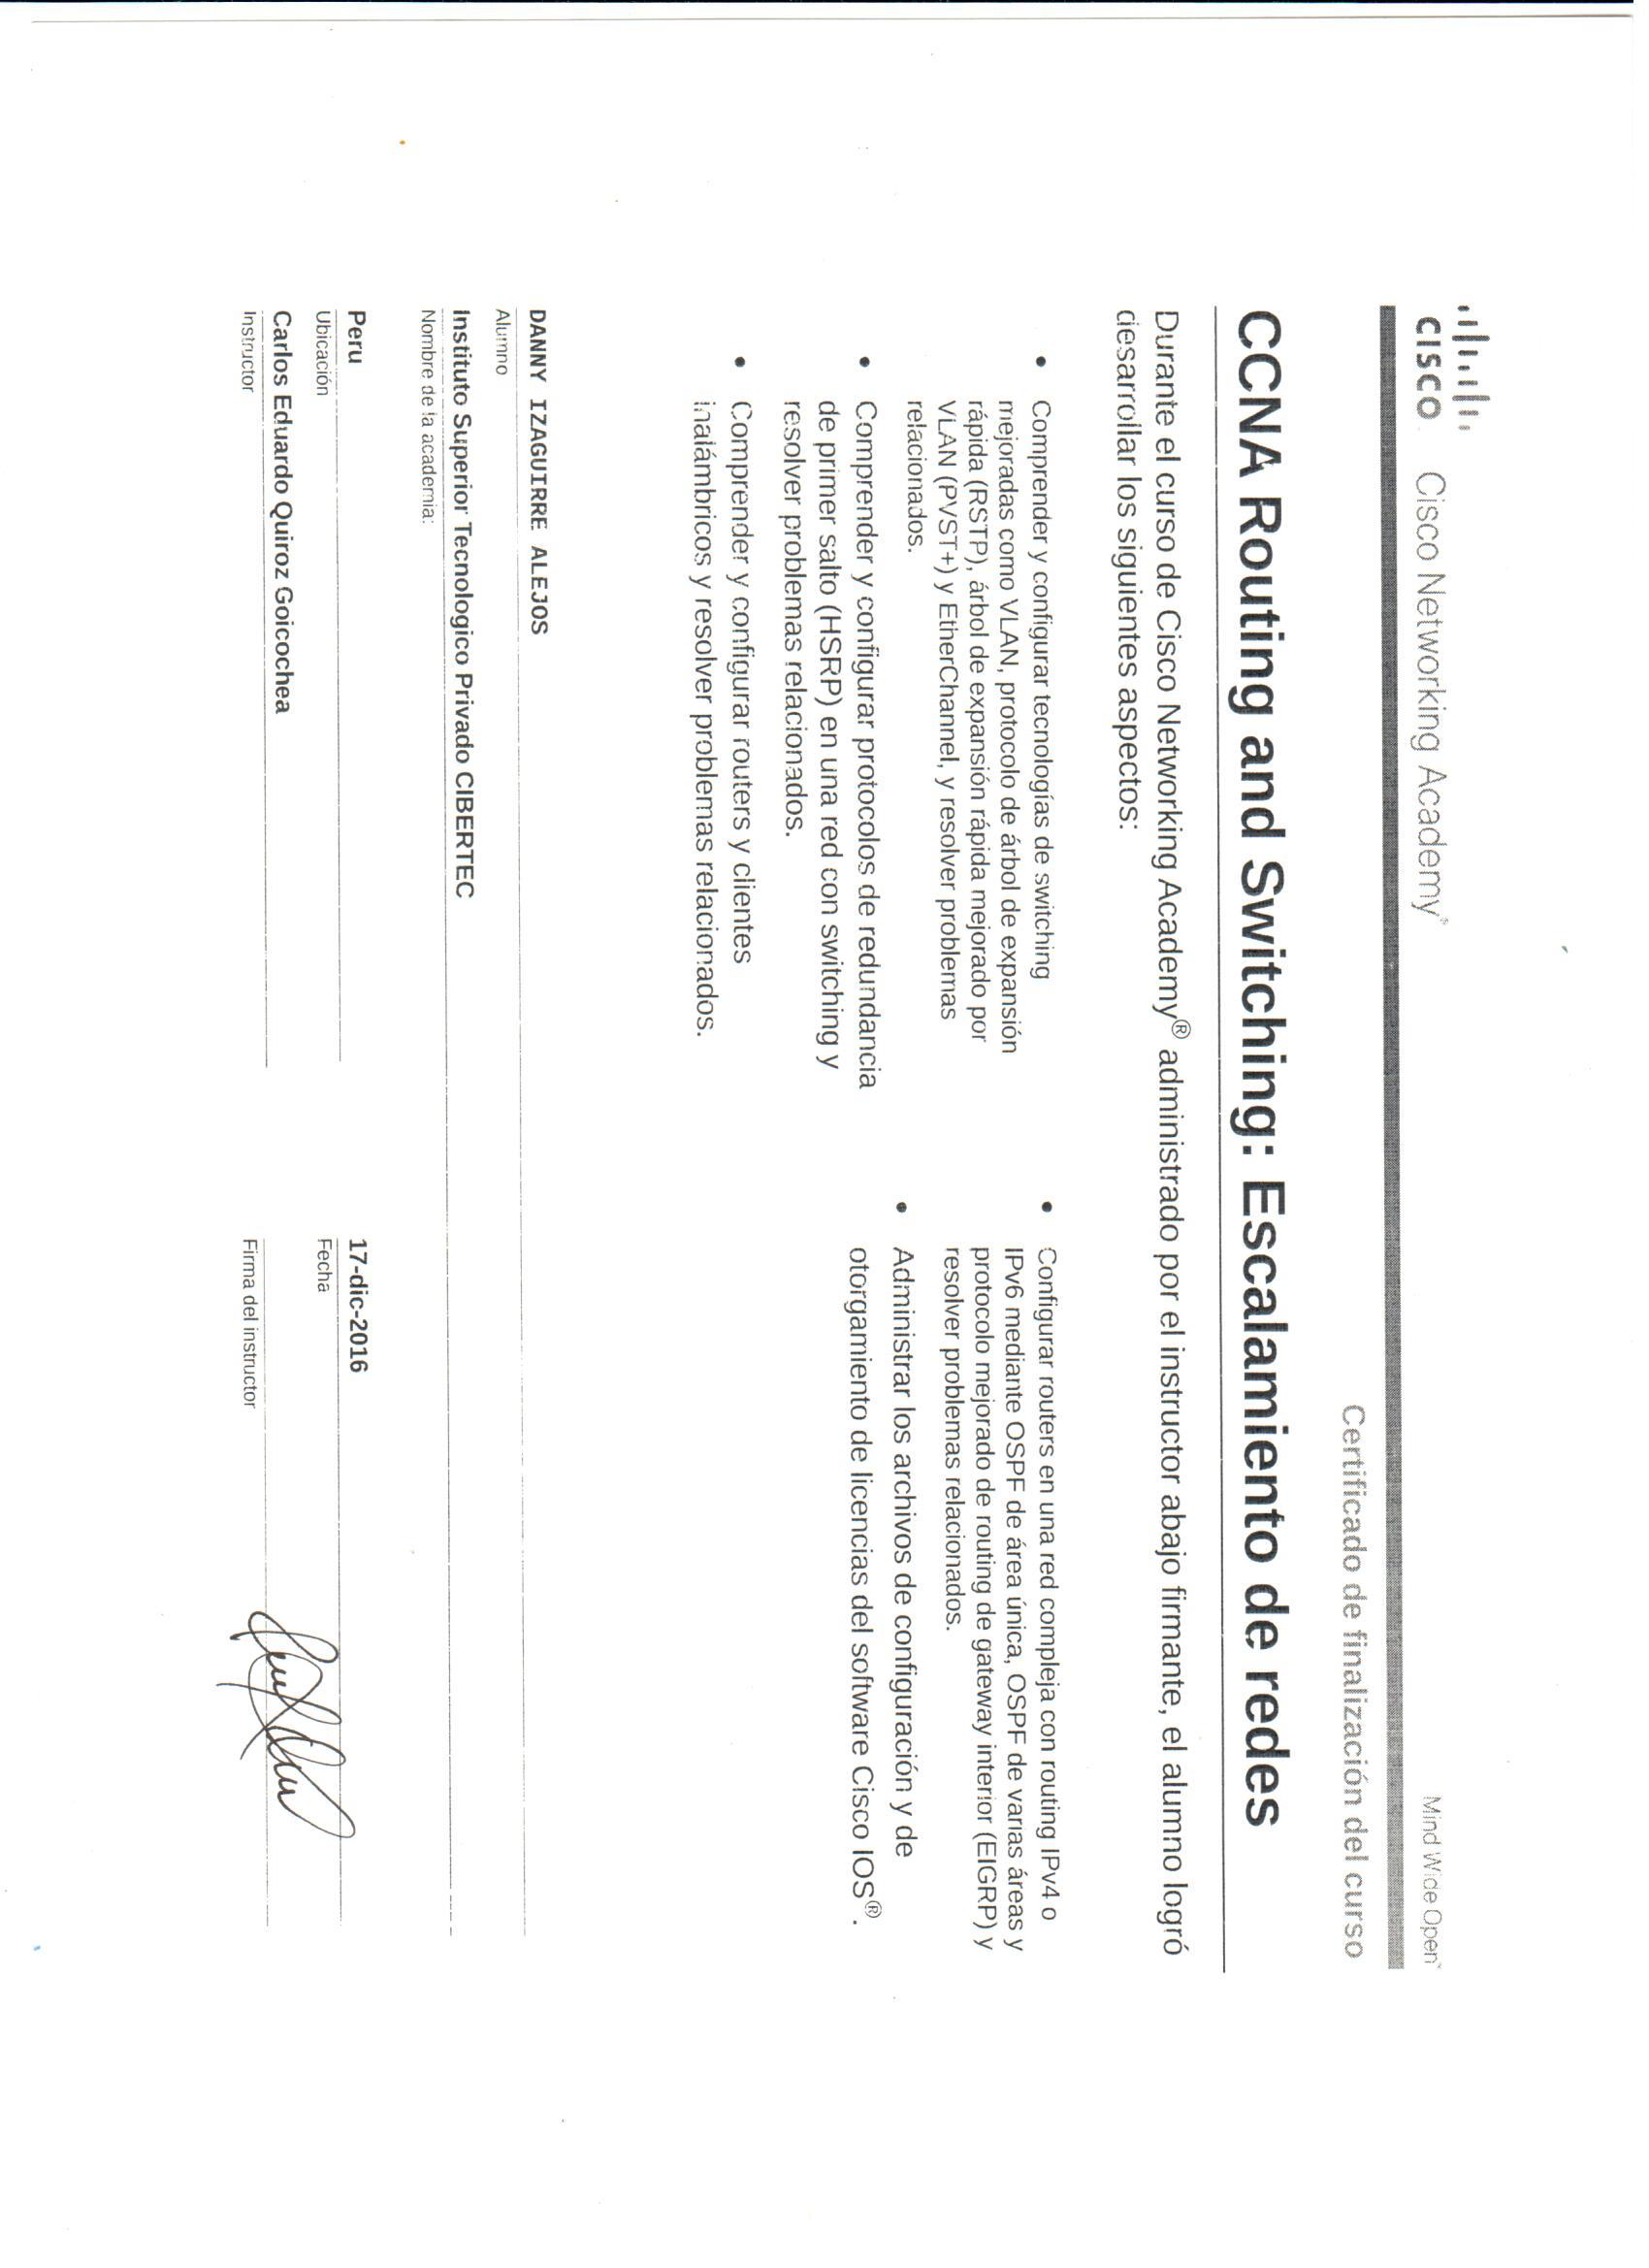 CISCO Cisco Networking Academy® Mind Wide Open™
Certificado de finalización del curso
CCNA Routing and Switching: Escalamiento de redes
Durante el curso de Cisco Networking Academy® administrado por el instructor abajo firmante, el alumno logró
desarrollar los siguientes aspectos:
• Comprender y configurar tecnologías de switching
mejoradas como VLAN, protocolo de árbol de expansión
rápida (RSTP), árbol de expansión rápida mejorado por
VLAN (PVST+) y EtherChannel, y resolver problemas
relacionados.
• Comprender y configurar protocolos de redundancia
de primer salto (HSRP) en una red con switching y
resolver problemas relacionados.
• Comprender y configurar routers y clientes
inalámbricos y resolver problemas relacionados.
• Configurar routers en una red compleja con routing IPv4 o
IPv6 mediante OSPF de área única, OSPF de varias áreas y
protocolo mejorado de routing de gateway interior (EIGRP) y
resolver problemas relacionados.
• Administrar los archivos de configuración y de
otorgamiento de licencias del software Cisco IOS®.
DANNY IZAGUIRRE ALEJOS
Alumno
Instituto Superior Tecnologico Privado CIBERTEC
Nombre de la academia:
Peru
Ubicación
17-dic-2016
Fecha
Carlos Eduardo Quiroz Goicochea
Instructor
Firma del instructor